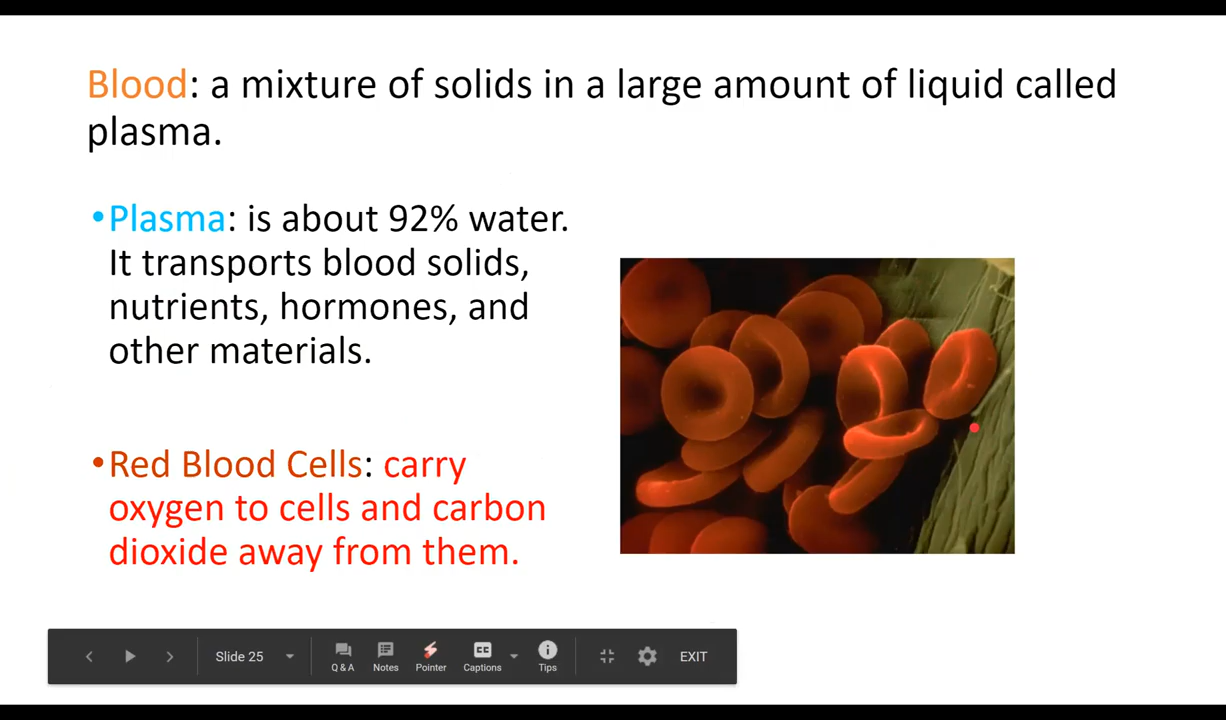 Blood: a mixture of solids in a large amount of liquid called
plasma.
•Plasma: is about 92% water.
It transports blood solids,
nutrients, hormones, and
other materials.
•Red Blood Cells: carry
oxygen to cells and carbon
dioxide away from them.
Slide 25
Q & A
Notes
Pointer
CC
Captions
Tips
EXIT